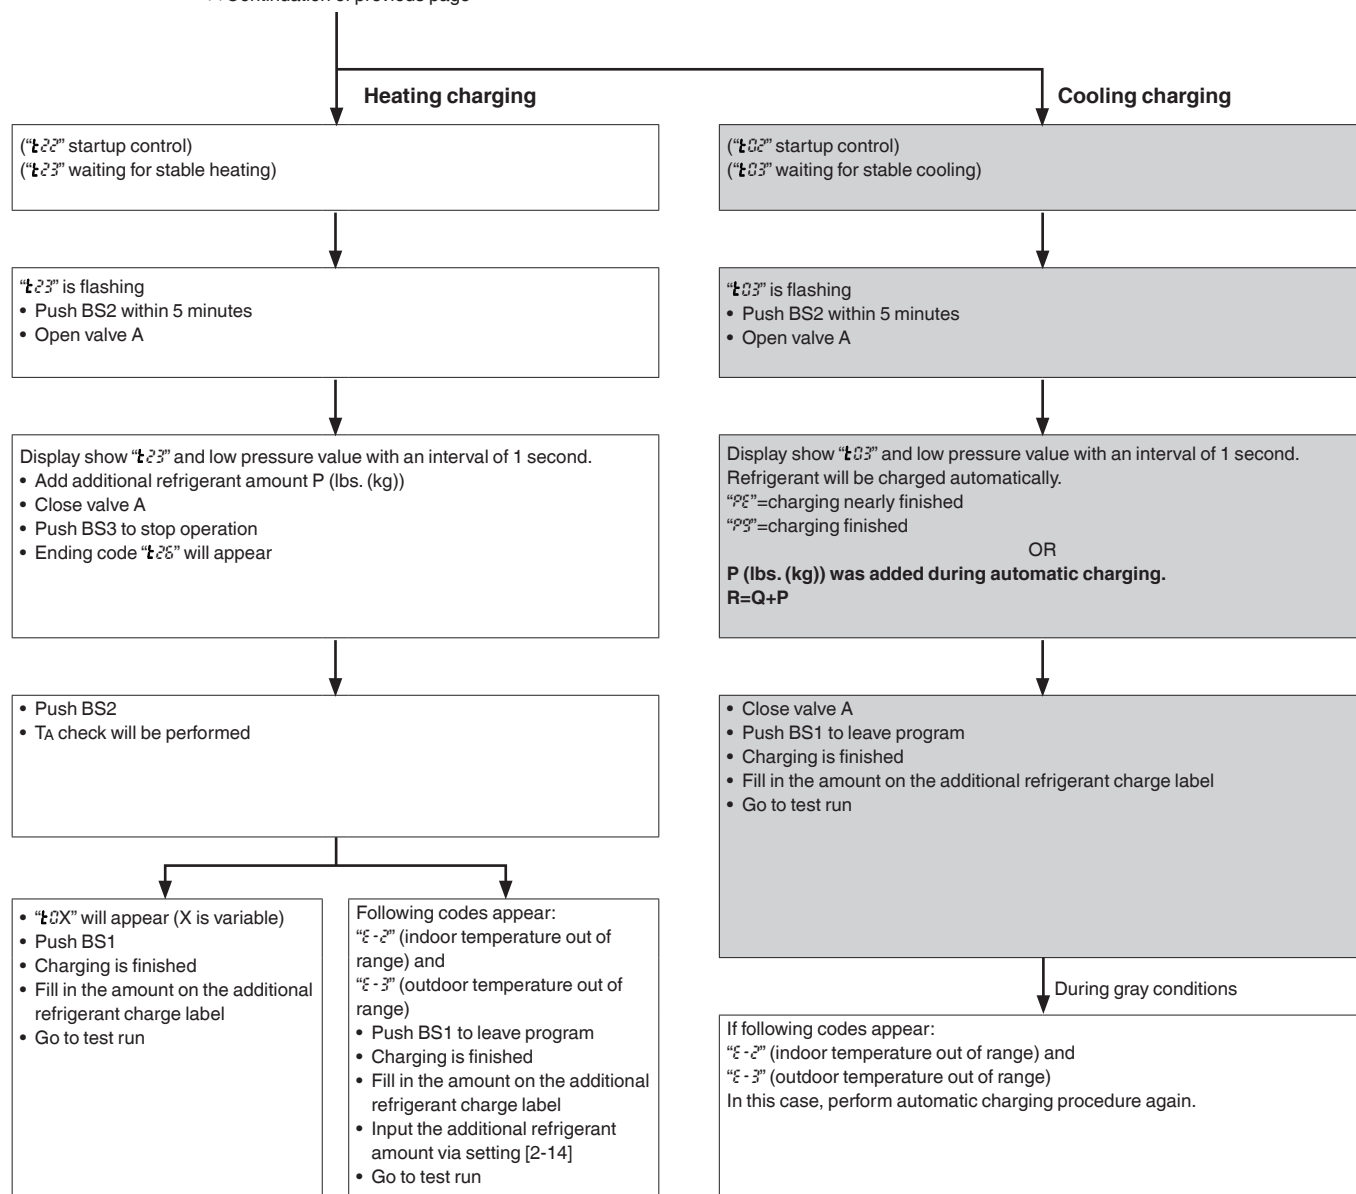 Continuation of previous page
Heating charging
("t22" startup control)
("t23" waiting for stable heating)
"t23" is flashing
• Push BS2 within 5 minutes
• Open valve A
Display show "t23" and low pressure value with an interval of 1 second.
• Add additional refrigerant amount P (lbs. (kg))
• Close valve A
• Push BS3 to stop operation
• Ending code "t26" will appear
• Push BS2
• TA check will be performed
• "t0X" will appear (X is variable)
• Push BS1
• Charging is finished
• Fill in the amount on the additional
refrigerant charge label
• Go to test run
Following codes appear:
"E-2" (indoor temperature out of
range) and
"E-3" (outdoor temperature out of
range)
• Push BS1 to leave program
• Charging is finished
• Fill in the amount on the additional
refrigerant charge label
• Input the additional refrigerant
amount via setting [2-14]
• Go to test run
Cooling charging
("t02" startup control)
("t03" waiting for stable cooling)
"t03" is flashing
• Push BS2 within 5 minutes
• Open valve A
Display show "t03" and low pressure value with an interval of 1 second.
Refrigerant will be charged automatically.
"PE"=charging nearly finished
"P9"=charging finished
OR
P (lbs. (kg)) was added during automatic charging.
R=Q+P
• Close valve A
• Push BS1 to leave program
• Charging is finished
• Fill in the amount on the additional refrigerant charge label
• Go to test run
During gray conditions
If following codes appear:
"E-2" (indoor temperature out of range) and
"E-3" (outdoor temperature out of range)
In this case, perform automatic charging procedure again.